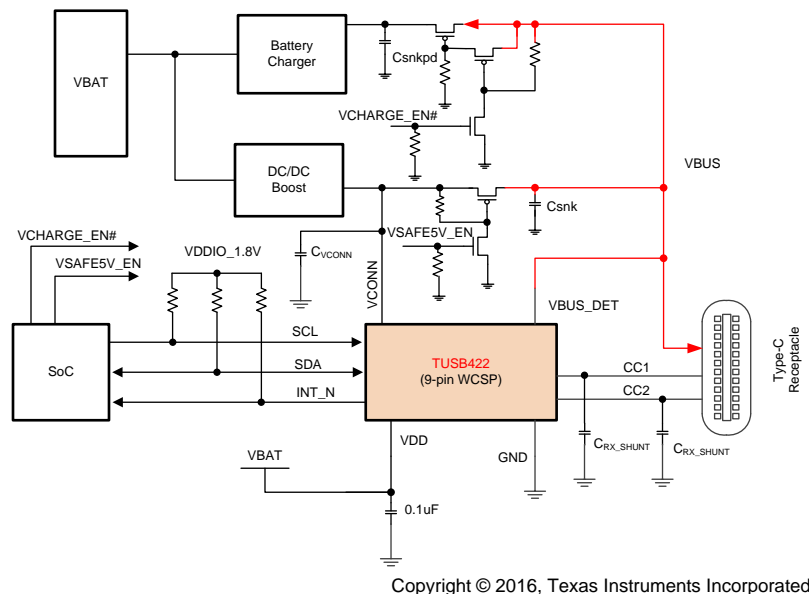 VBAT
Battery
Charger
Csnkpd
VCHARGE_EN#
DC/DC
Boost
VBUS
Csnk
VSAFE5V_EN
VCHARGE_EN#
VSAFE5V_EN
VDDIO_1.8V
CVCONN
VCONN
VBUS_DET
SoC
SCL
SDA
INT_N
TUSB422
(9-pin WCSP)
CC1
CC2
Type-C
Receptacle
VDD
GND
CRX_SHUNT
CRX_SHUNT
VBAT
0.1uF
Copyright © 2016, Texas Instruments Incorporated